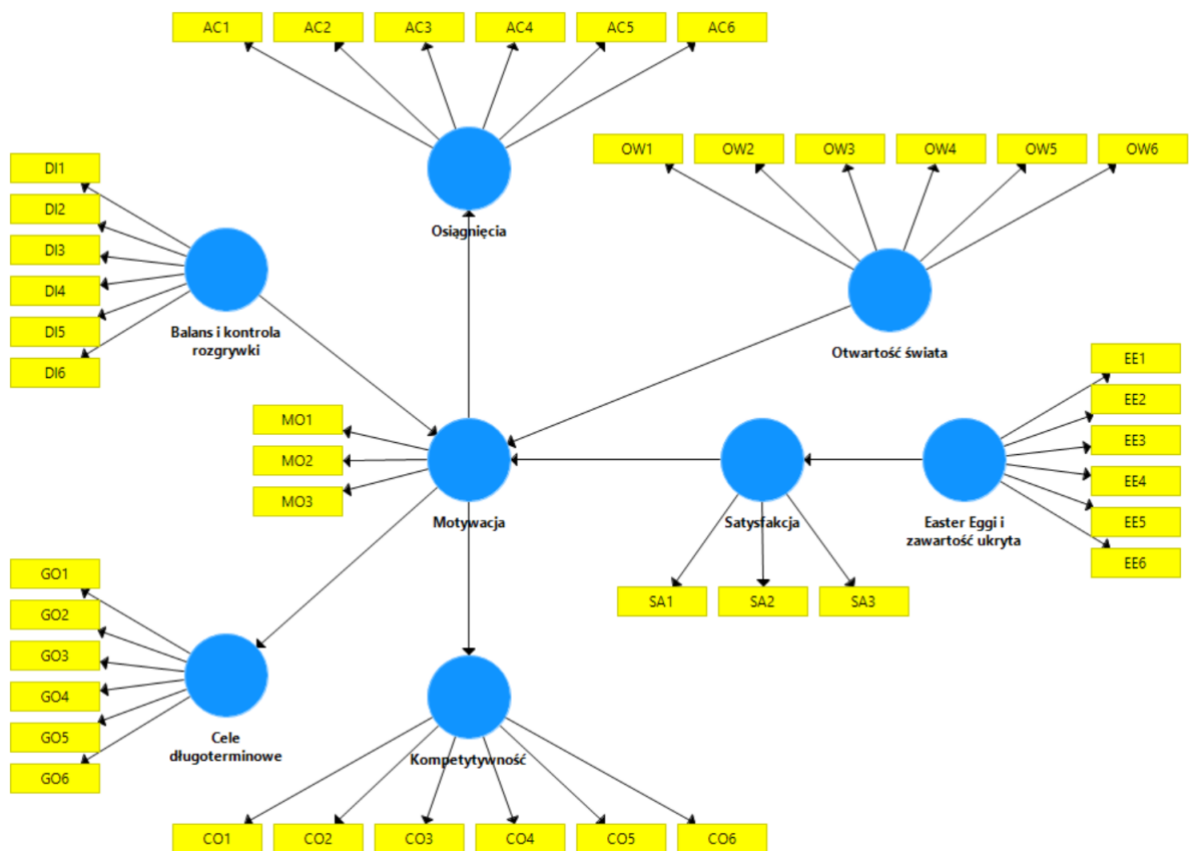 AC1
AC2
AC3
AC4
AC5
AC6
Osiągnięcia
OW1
OW2
OW3
OW4
OW5
OW6
Otwartość świata
DI1
DI2
DI3
DI4
DI5
DI6
Balans i kontrola
rozgrywki
MO1
MO2
MO3
Motywacja
Satysfakcja
SA1
SA2
SA3
Easter Eggi i
zawartość ukryta
EE1
EE2
EE3
EE4
EE5
EE6
GO1
GO2
GO3
GO4
GO5
GO6
Cele
długoterminowe
Kompetytywność
CO1
CO2
CO3
CO4
CO5
CO6